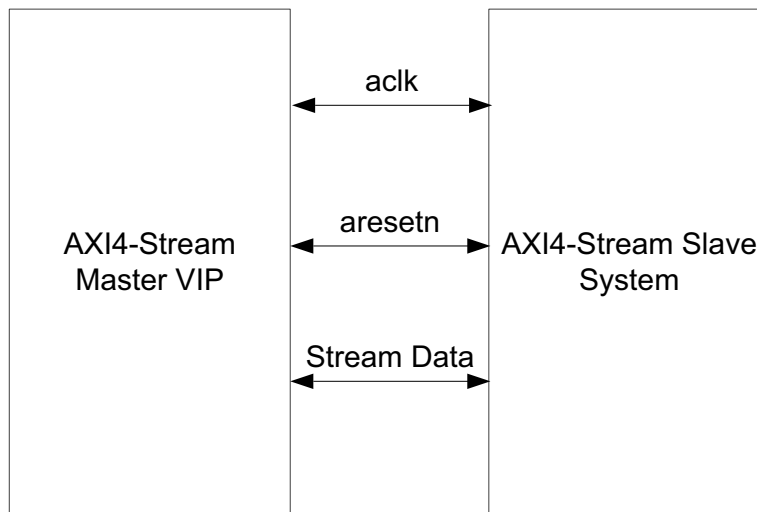 aclk
AXI4-Stream
Master VIP
aresetn
AXI4-Stream Slave
System
Stream Data